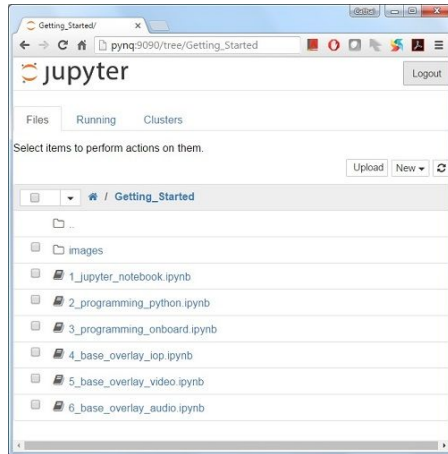 Getting_Started/
pynq:9090/tree/Getting_Started
jupyter
Logout
Files Running Clusters
Select items to perform actions on them.
Upload New
/ Getting_Started
..
images
1_jupyter_notebook.ipynb
2_programming_python.ipynb
3_programming_onboard.ipynb
4_base_overlay_iop.ipynb
5_base_overlay_video.ipynb
6_base_overlay_audio.ipynb